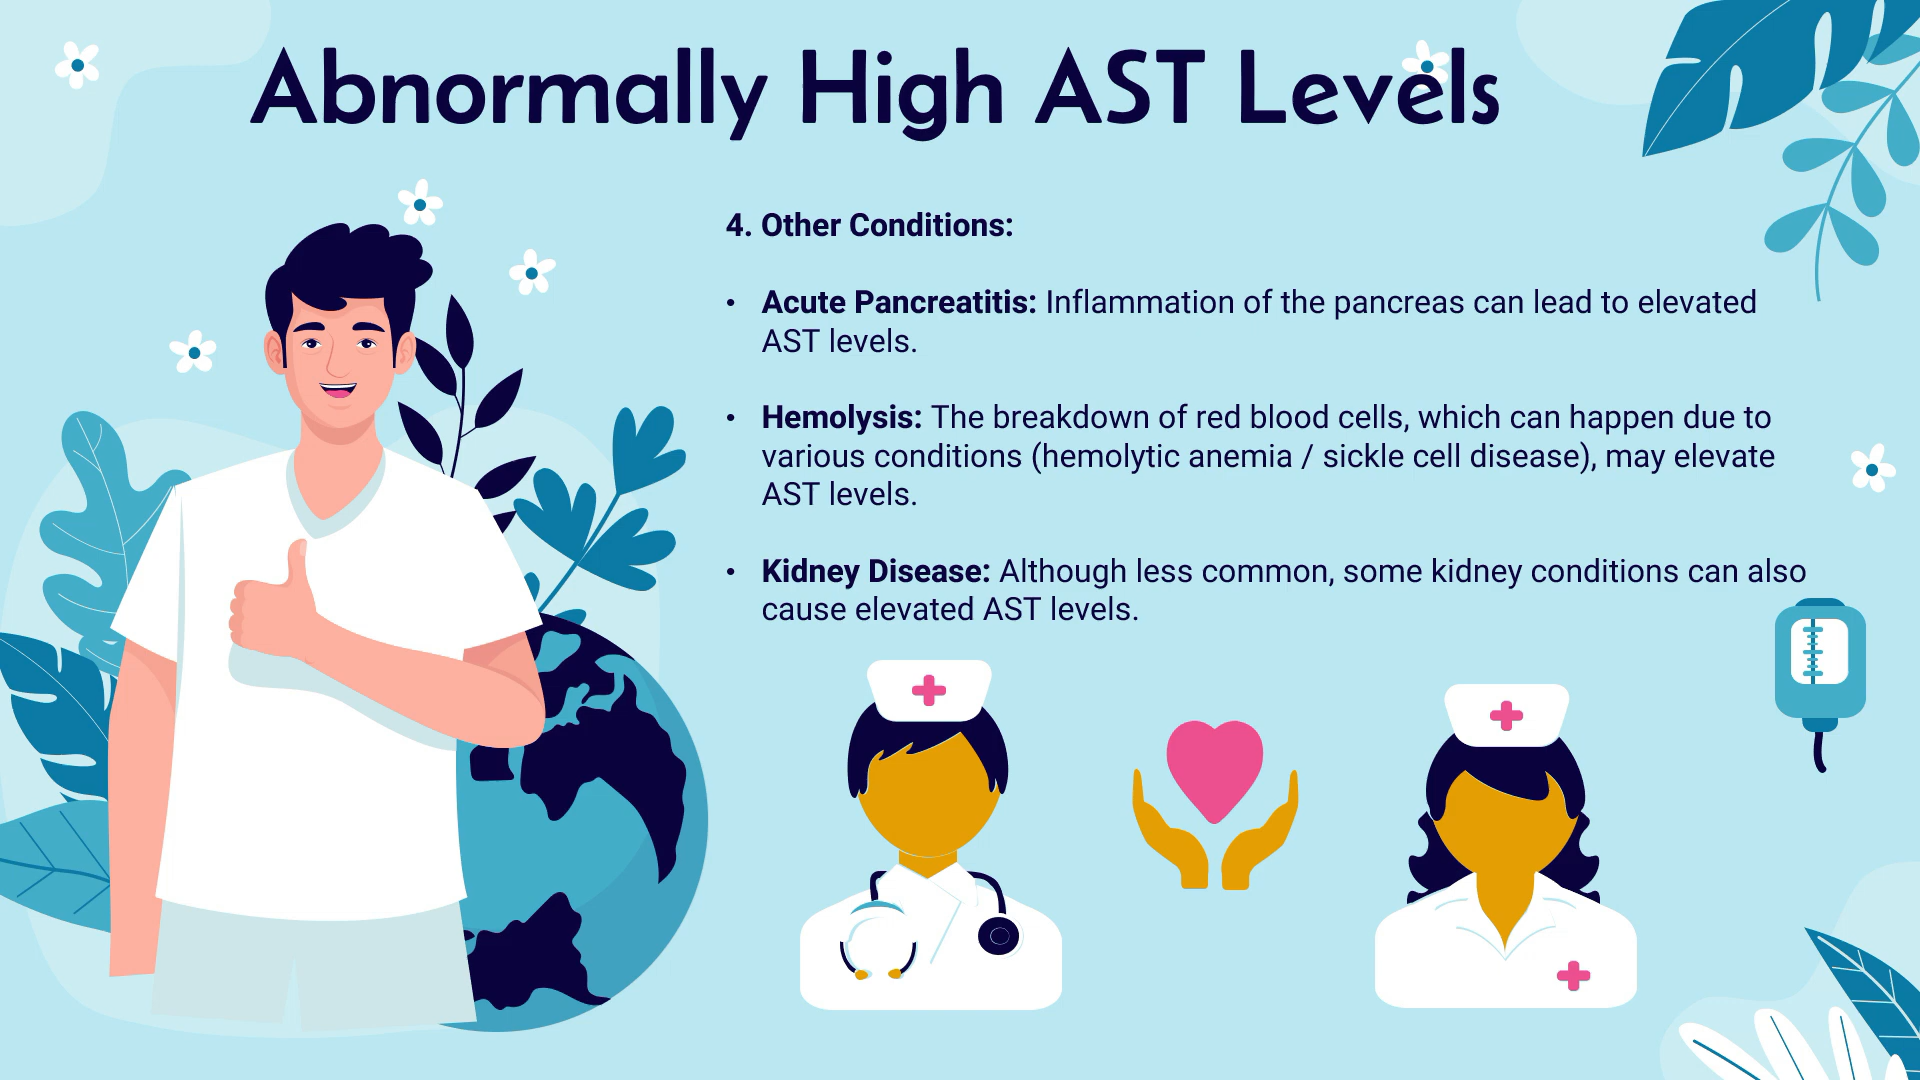 Abnormally High AST Levels
4. Other Conditions:
• Acute Pancreatitis: Inflammation of the pancreas can lead to elevated
AST levels.
• Hemolysis: The breakdown of red blood cells, which can happen due to
various conditions (hemolytic anemia / sickle cell disease), may elevate
AST levels.
• Kidney Disease: Although less common, some kidney conditions can also
cause elevated AST levels.